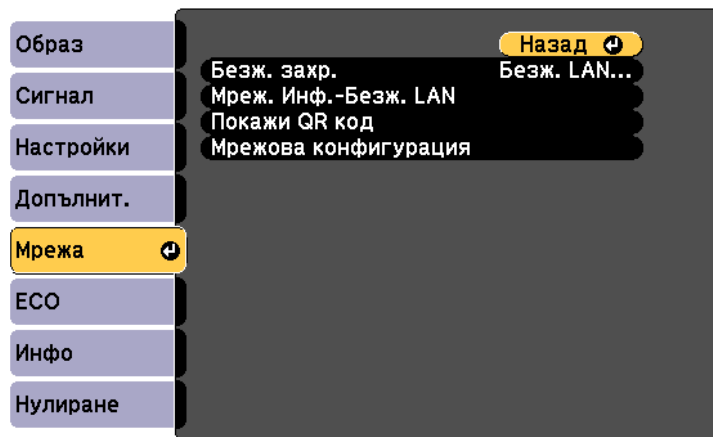 Образ
Сигнал
Настройки
Допълнит.
Мрежа
ECO
Инфо
Нулиране
Назад
Безж. захр. Безж. LAN...
Мреж. Инф.-Безж. LAN
Покажи QR код
Мрежова конфигурация